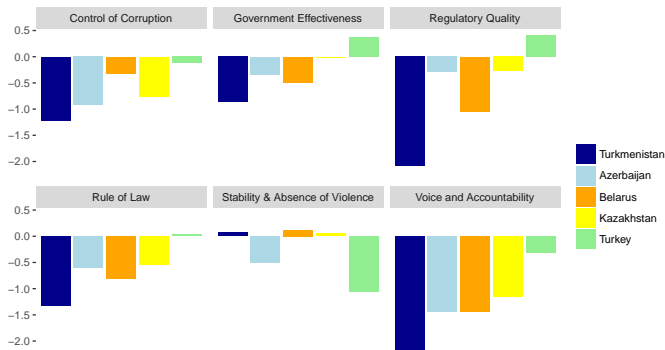 Control of Corruption
Government Effectiveness
Regulatory Quality
0.5
0.0
−0.5
−1.0
−1.5
−2.0
Rule of Law
Stability & Absence of Violence
Voice and Accountability
0.5
0.0
−0.5
−1.0
−1.5
−2.0
Turkmenistan
Azerbaijan
Belarus
Kazakhstan
Turkey